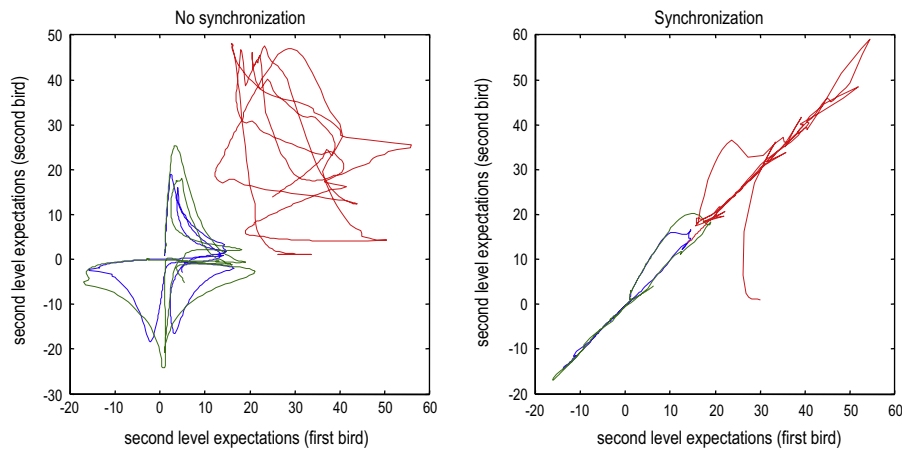 No synchronization
50
40
30
20
10
0
-10
-20
-30
-20 -10 0 10 20 30 40 50 60
second level expectations (first bird)
second level expectations (second bird)
Synchronization
60
50
40
30
20
10
0
-10
-20
-20 -10 0 10 20 30 40 50 60
second level expectations (first bird)
second level expectations (second bird)